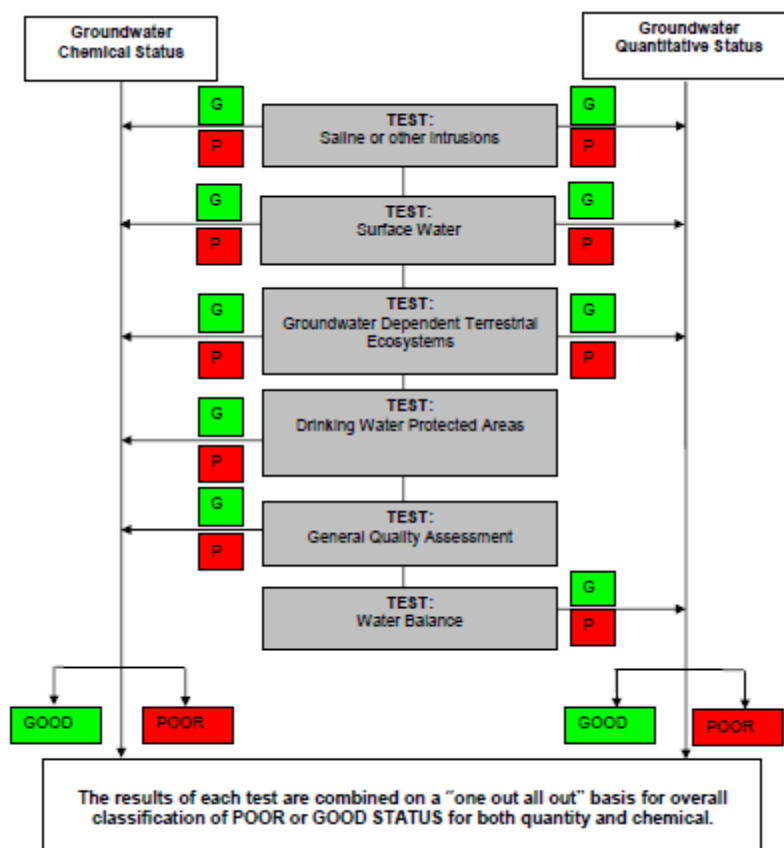 Groundwater
Chemical Status
Groundwater
Quantitative Status
G
P
TEST:
Saline or other Intrusions
G
P
G
P
TEST:
Surface Water
G
P
G
P
TEST:
Groundwater Dependent Terrestrial
Ecosystems
G
P
G
P
TEST:
Drinking Water Protected Areas
G
P
TEST:
General Quality Assessment
TEST:
Water Balance
G
P
GOOD
POOR
GOOD
POOR
The results of each test are combined on a "one out all out" basis for overall
classification of POOR or GOOD STATUS for both quantity and chemical.